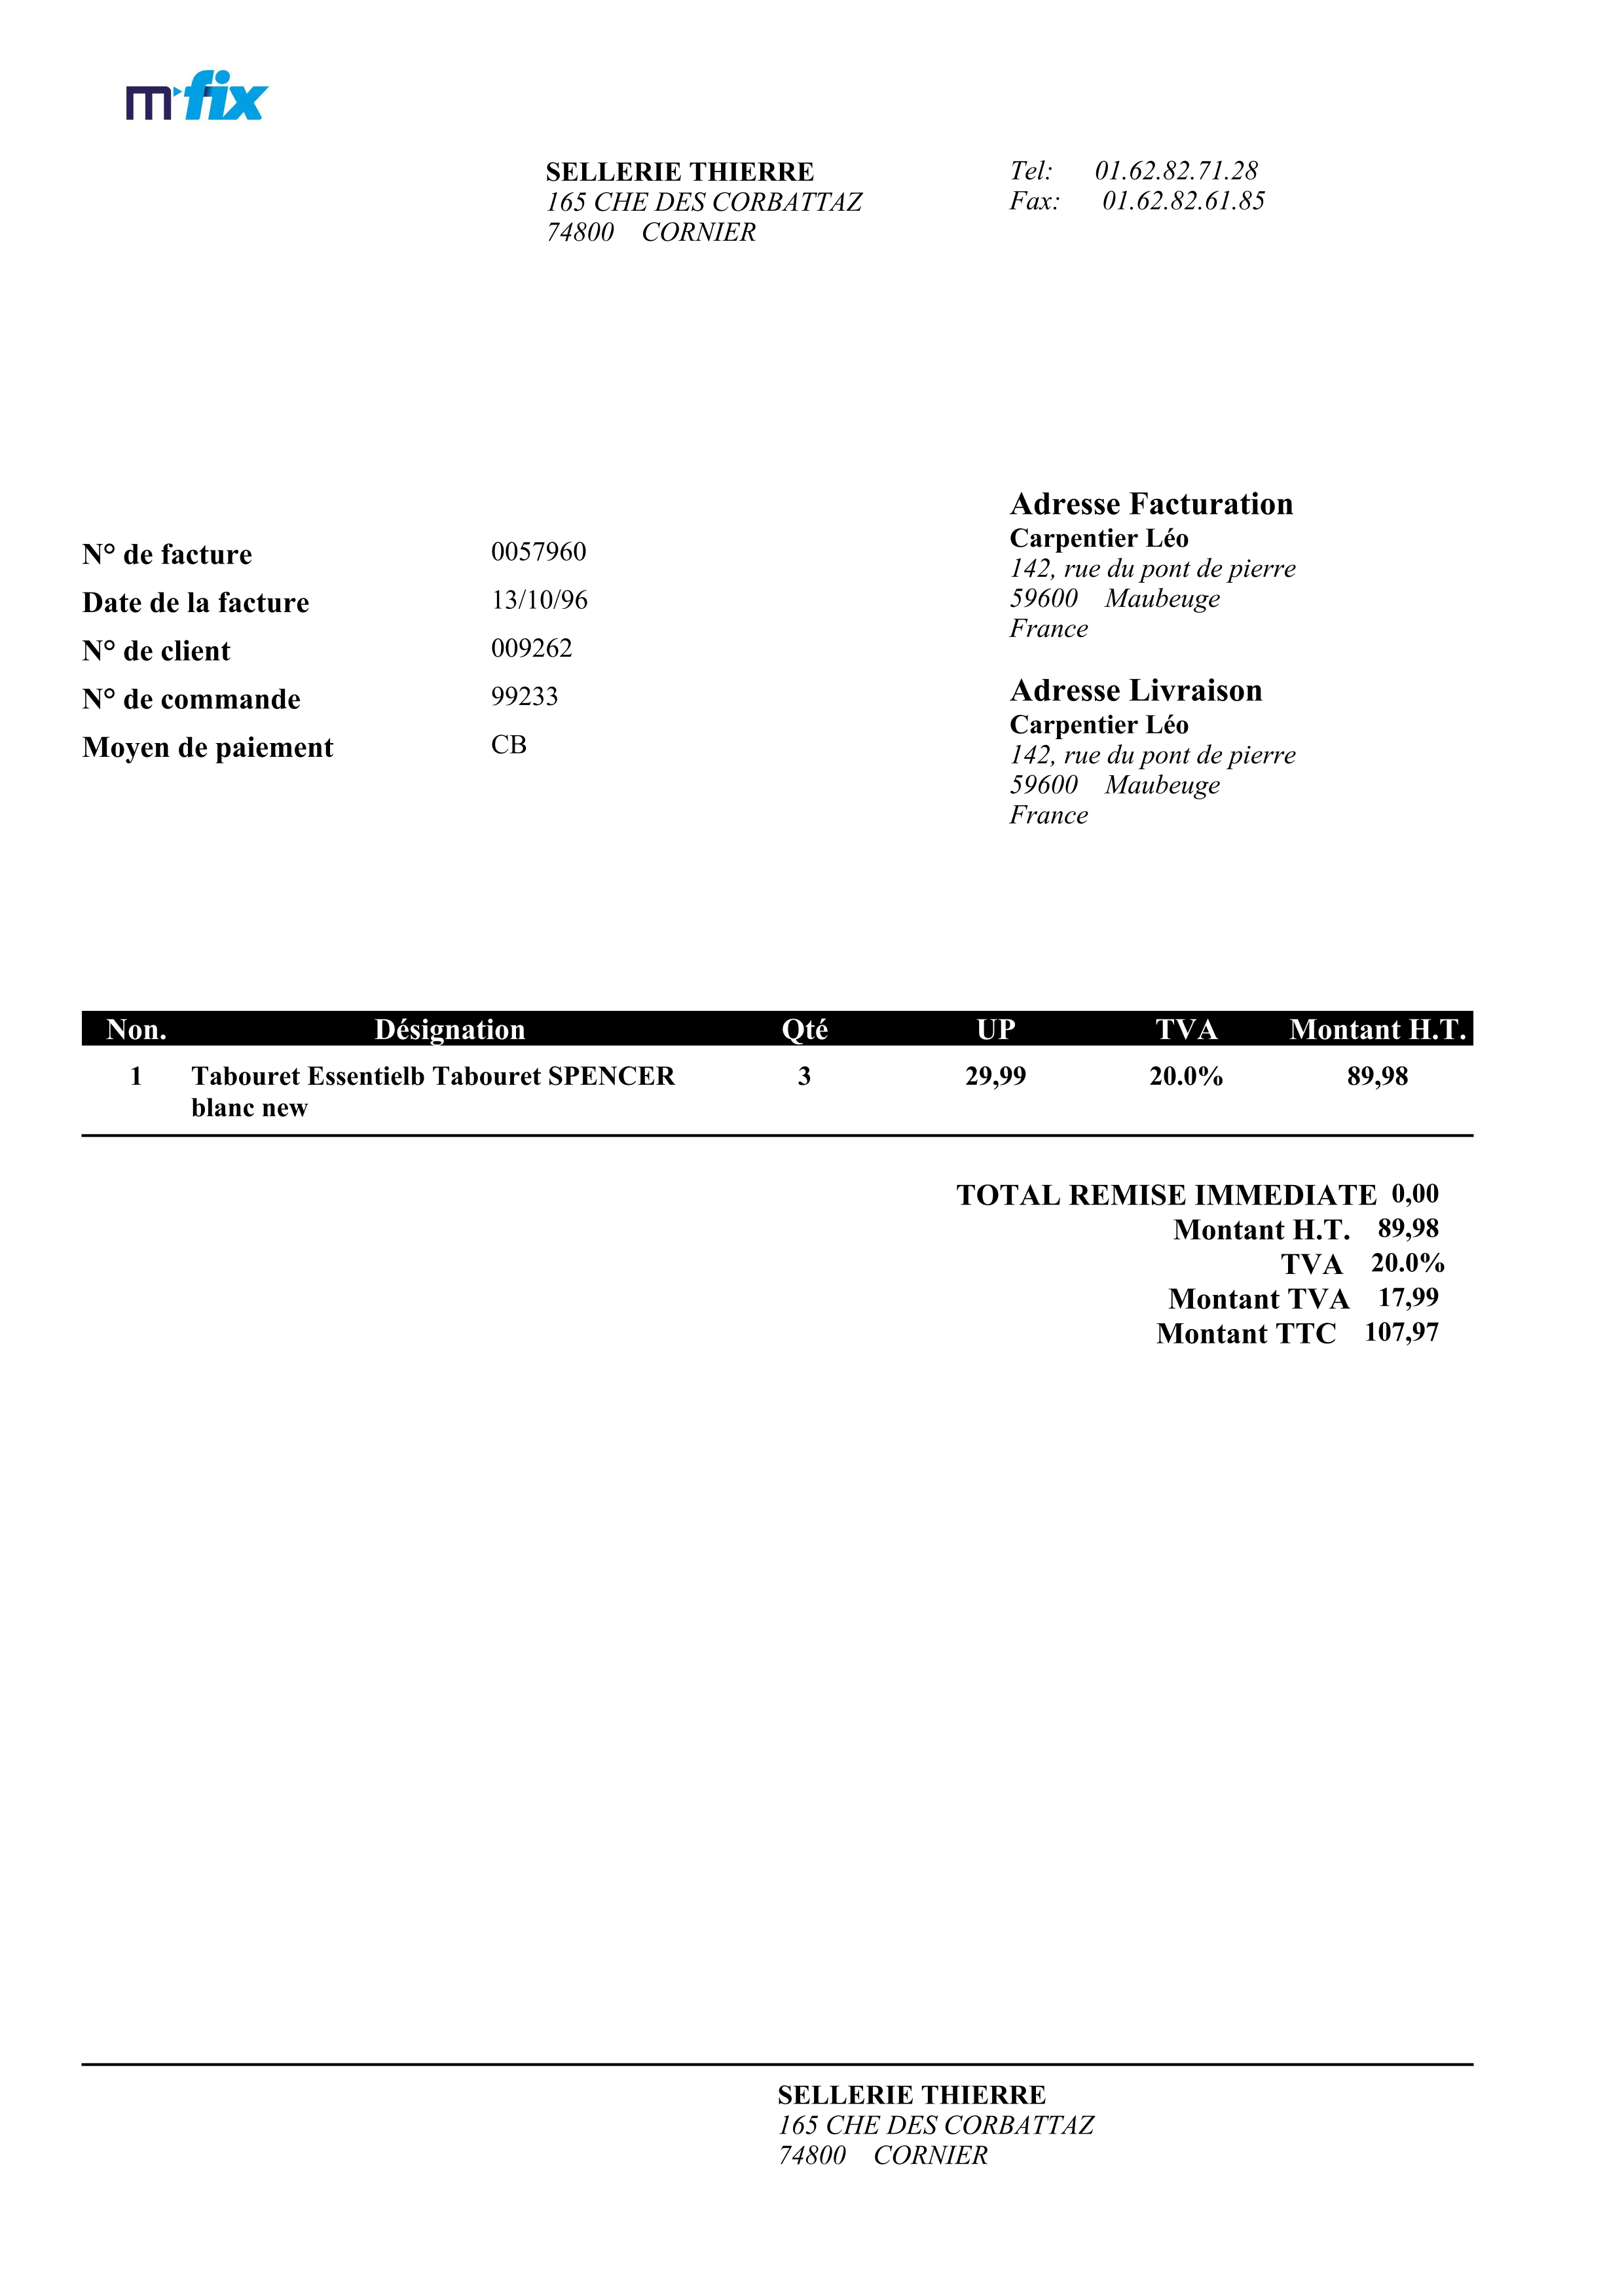 m fix
SELLERIE THIERRE
165 CHE DES CORBATTAZ
74800 CORNIER
Tel: 01.62.82.71.28
Fax: 01.62.82.61.85
N° de facture 0057960
Date de la facture 13/10/96
N° de client 009262
N° de commande 99233
Moyen de paiement CB
Adresse Facturation
Carpentier Léo
142, rue du pont de pierre
59600 Maubeuge
France
Adresse Livraison
Carpentier Léo
142, rue du pont de pierre
59600 Maubeuge
France
Non. Désignation Qté UP TVA Montant H.T.
1 Tabouret Essentielb Tabouret SPENCER 3 29,99 20.0% 89,98
blanc new
TOTAL REMISE IMMEDIATE 0,00
Montant H.T. 89,98
TVA 20.0%
Montant TVA 17,99
Montant TTC 107,97
SELLERIE THIERRE
165 CHE DES CORBATTAZ
74800 CORNIER